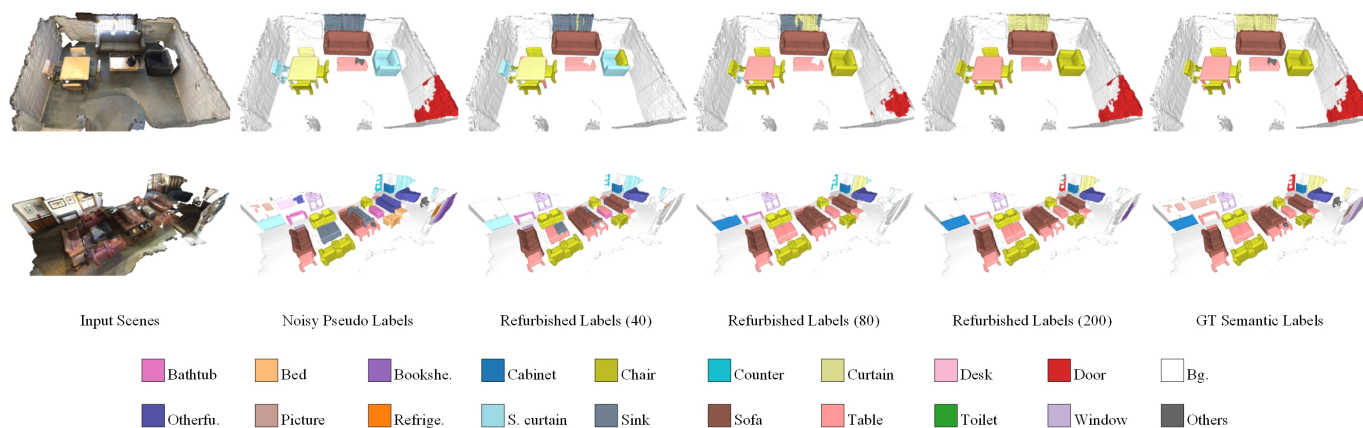 Input Scenes Noisy Pseudo Labels Refurbished Labels (40) Refurbished Labels (80) Refurbished Labels (200) GT Semantic Labels
Bathtub Bed Bookshe. Cabinet Chair Counter Curtain Desk Door Bg.
Otherfu. Picture Refrige. S. curtain Sink Sofa Table Toilet Window Others